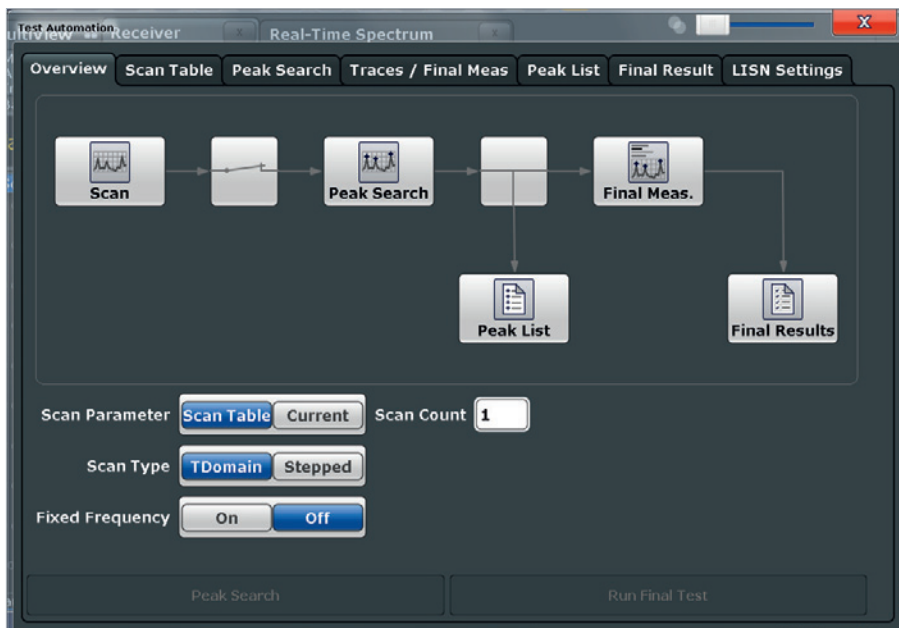 Test Automation
MultiView
Receiver
Real-Time Spectrum
Overview
Scan Table
Peak Search
Traces / Final Meas
Peak List
Final Result
LISN Settings
Scan
Peak Search
Final Meas.
Peak List
Final Results
Scan Parameter Scan Table Current Scan Count 1
Scan Type TDomain Stepped
Fixed Frequency On Off
Peak Search Run Final Test